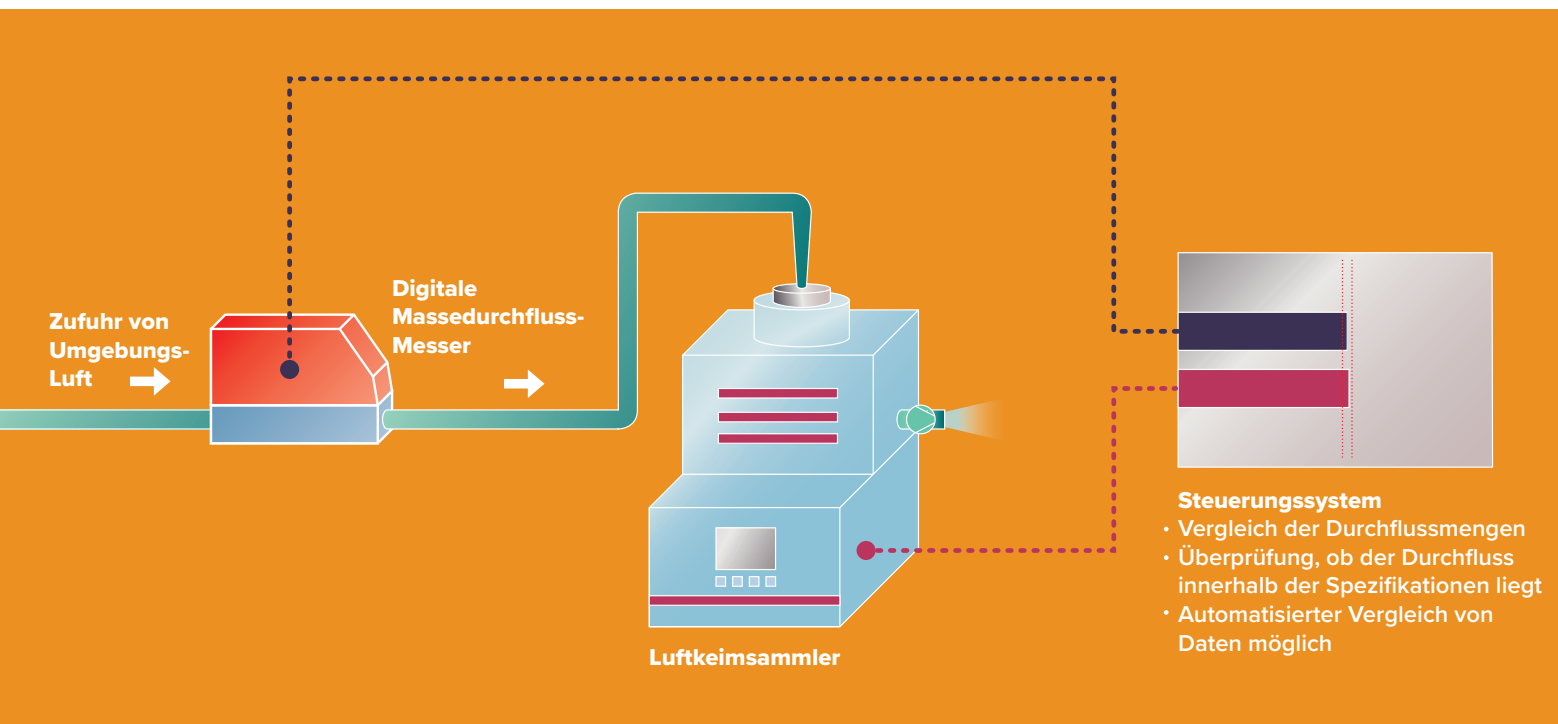 Zufuhr von
Umgebungs-
Luft
Digitale
Massedurchfluss-
Messer
Luftkeimsammler
Steuerungssystem
• Vergleich der Durchflussmengen
• Überprüfung, ob der Durchfluss
innerhalb der Spezifikationen liegt
• Automatisierter Vergleich von
Daten möglich